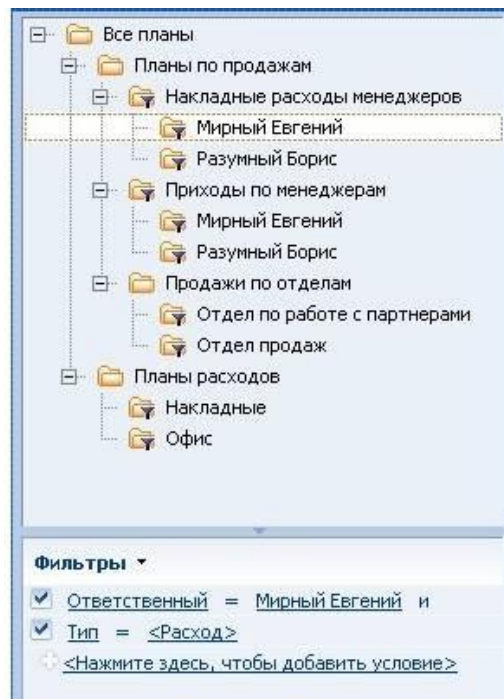 Все планы
Планы по продажам
Накладные расходы менеджеров
Мирный Евгений
Разумный Борис
Приходы по менеджерам
Мирный Евгений
Разумный Борис
Продажи по отделам
Отдел по работе с партнерами
Отдел продаж
Планы расходов
Накладные
Офис
Фильтры
Ответственный = Мирный Евгений и
Тип = <Расход>
<Нажмите здесь, чтобы добавить условие>